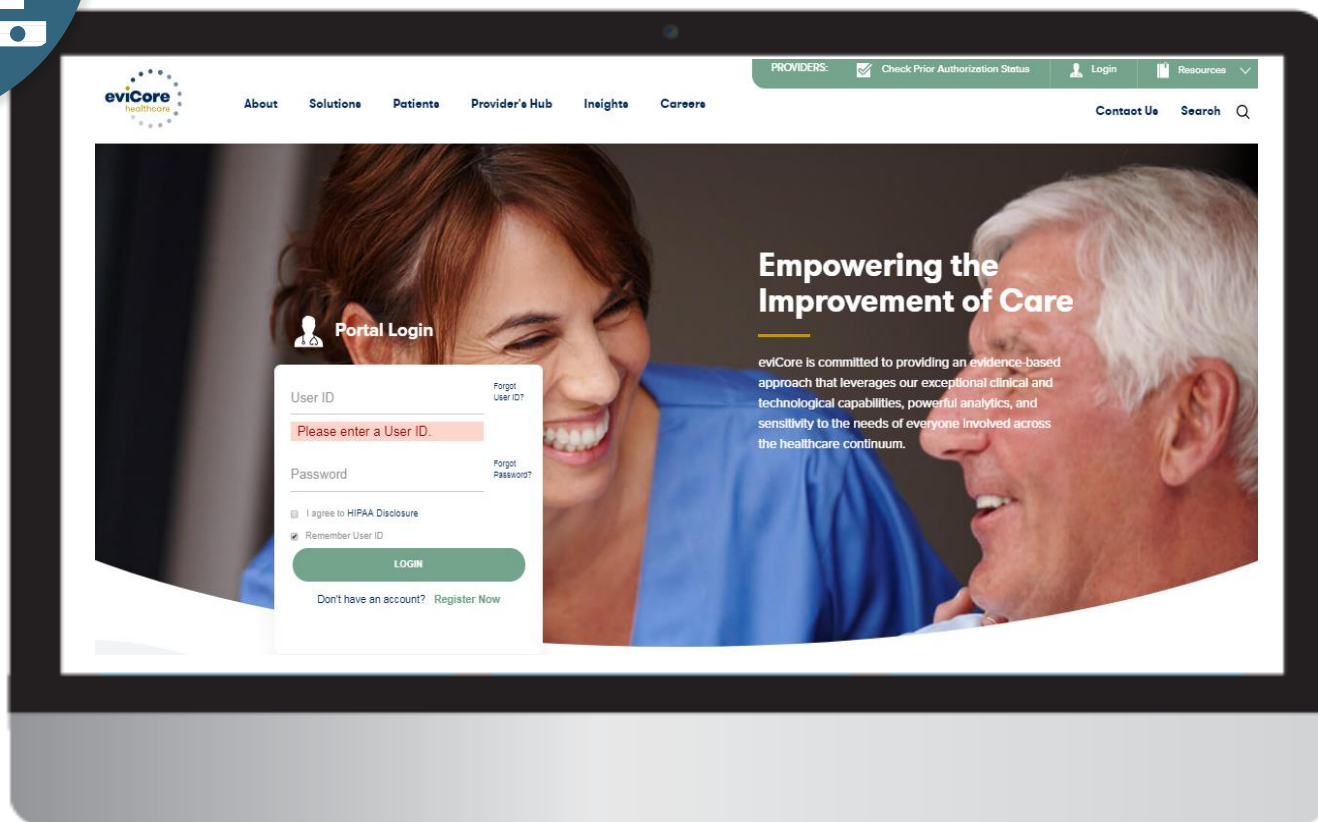 PROVIDERS: Check Prior Authorization Status Login Resources
eviCore
healthcare
About Solutions Patients Provider's Hub Insights Careers
Contact Us Search
Empowering the
Improvement of Care
eviCore is committed to providing an evidence-based
approach that leverages our exceptional clinical and
technological capabilities, powerful analytics, and
sensitivity to the needs of everyone involved across
the healthcare continuum.
Portal Login
User ID
Forgot
User ID?
Please enter a User ID.
Password
Forgot
Password?
I agree to HIPAA Disclosure
Remember User ID
LOGIN
Don't have an account? Register Now